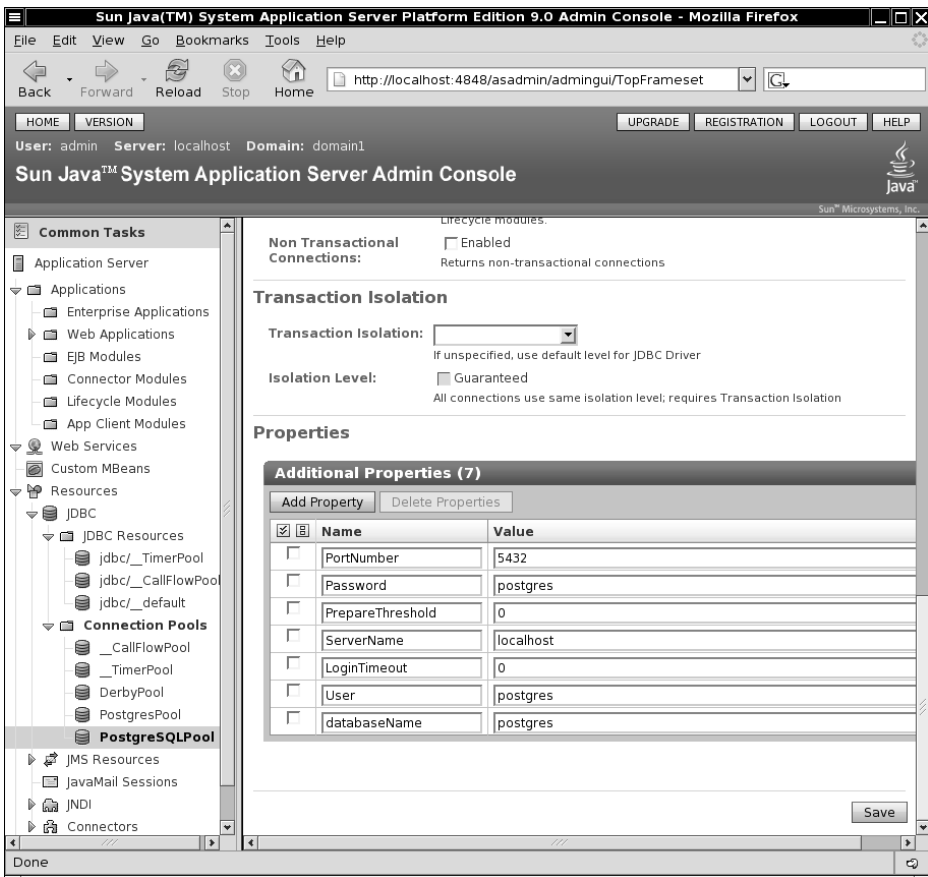 Sun Java(TM) System Application Server Platform Edition 9.0 Admin Console - Mozilla Firefox
File Edit View Go Bookmarks Tools Help
Back Forward Reload Stop Home
http://localhost:4848/asadmin/admingui/TopFrameset
G
HOME VERSION UPGRADE REGISTRATION LOGOUT HELP
User: admin Server: localhost Domain: domain1
Sun Java™ System Application Server Admin Console
Java™
Sun™ Microsystems, Inc.
Common Tasks
Application Server
Applications
Enterprise Applications
Web Applications
EJB Modules
Connector Modules
Lifecycle Modules
App Client Modules
Web Services
Custom MBeans
Resources
JDBC
JDBC Resources
jdbc/__TimerPool
jdbc/__CallFlowPool
jdbc/__default
Connection Pools
__CallFlowPool
__TimerPool
DerbyPool
PostgresPool
PostgreSQLPool
JMS Resources
JavaMail Sessions
JNDI
Connectors
Lifecycle modules.
Non Transactional Connections:
Enabled
Returns non-transactional connections
Transaction Isolation
Transaction Isolation:
If unspecified, use default level for JDBC Driver
Isolation Level:
Guaranteed
All connections use same isolation level; requires Transaction Isolation
Properties
Additional Properties (7)
Add Property Delete Properties
Name Value
PortNumber 5432
Password postgres
PrepareThreshold 0
ServerName localhost
LoginTimeout 0
User postgres
databaseName postgres
Save
Done